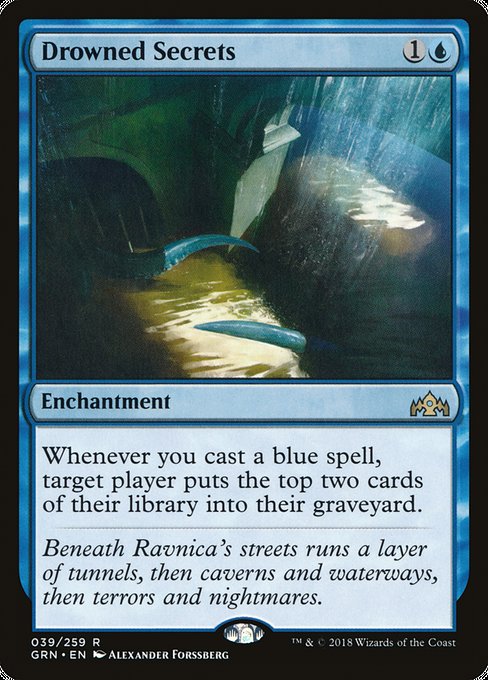 Drowned Secrets 1
Enchantment
Whenever you cast a blue spell,
target player puts the top two cards
of their library into their graveyard.
Beneath Ravnica's streets runs a layer
of tunnels, then caverns and waterways,
then terrors and nightmares.
039/259 R
GRN • EN Alexander Forssberg
™ & © 2018 Wizards of the Coast